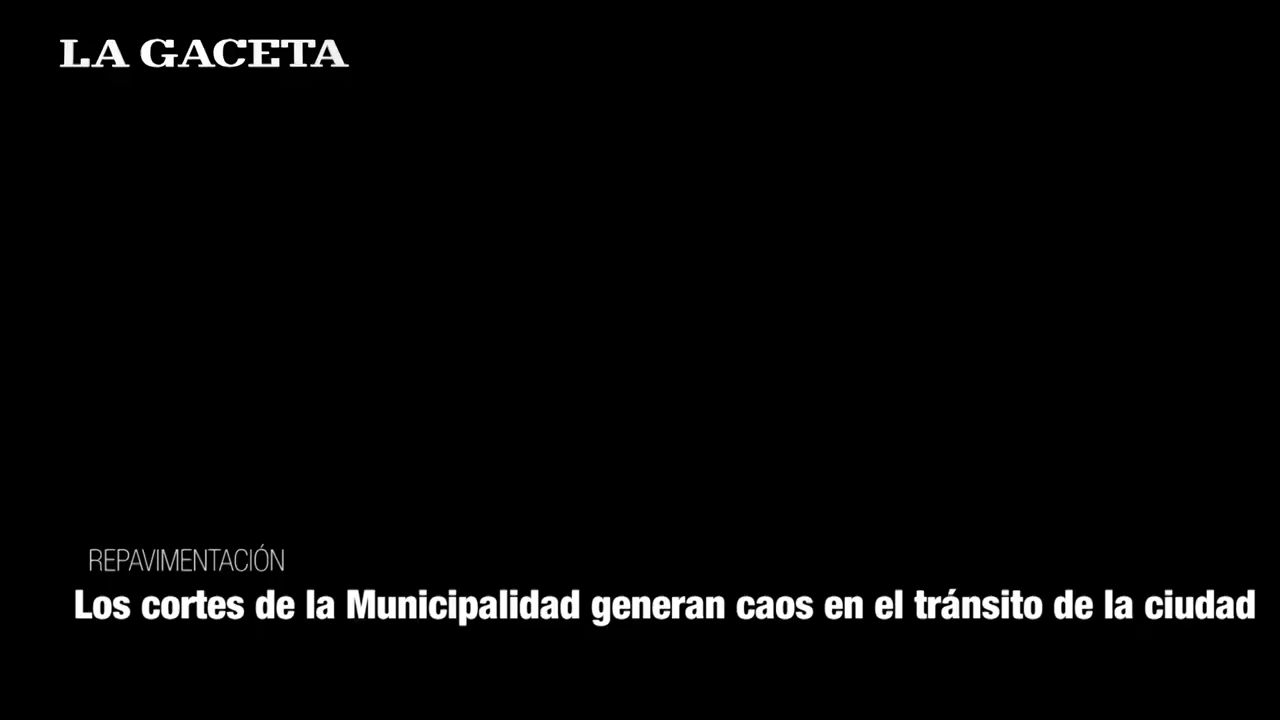 LA GACETA
REPAVIMENTACIÓN
Los cortes de la Municipalidad generan caos en el tránsito de la ciudad